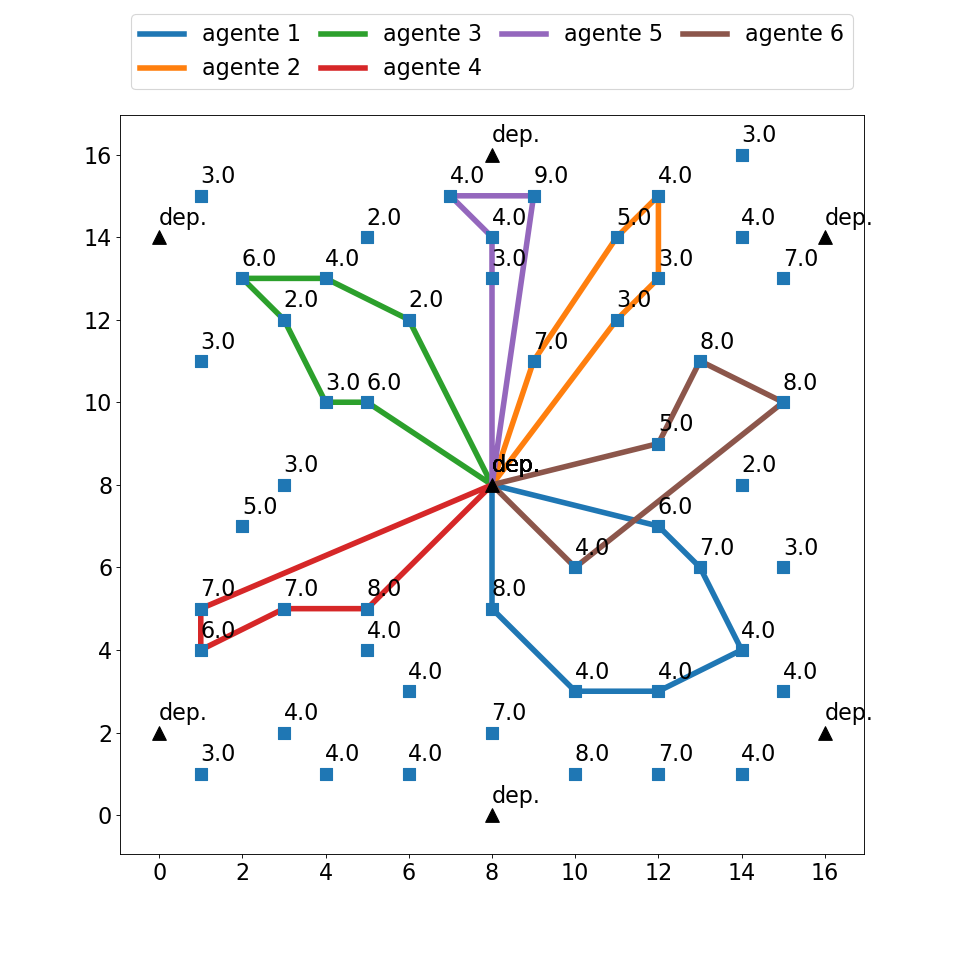 agente 1 agente 3 agente 5 agente 6
agente 2 agente 4
dep. 3.0
16
3.0 4.0 9.0 4.0
dep. 2.0 4.0 5.0 4.0 dep.
14
6.0 4.0 3.0 3.0 7.0
2.0 2.0 3.0
12
3.0 7.0 8.0
3.0 6.0 8.0
10
5.0
3.0 dep. 2.0
8
5.0 6.0
4.0 7.0 3.0
6
7.0 7.0 8.0 8.0
6.0 4.0 4.0
4
4.0 4.0 4.0 4.0
dep. 4.0 7.0 dep.
2
3.0 4.0 4.0 8.0 7.0 4.0
dep.
0
0 2 4 6 8 10 12 14 16